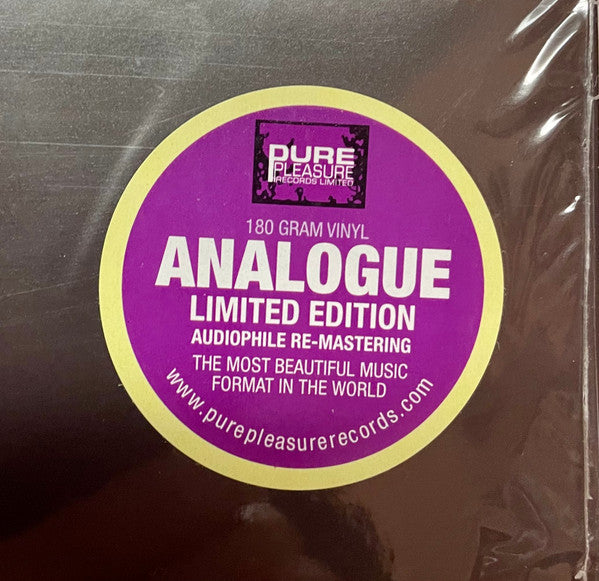 PURE
PLEASURE
RECORDS LIMITED
180 GRAM VINYL
ANALOGUE
LIMITED EDITION
AUDIOPHILE RE-MASTERING
THE MOST BEAUTIFUL MUSIC
FORMAT IN THE WORLD
www.purepleasurerecords.com